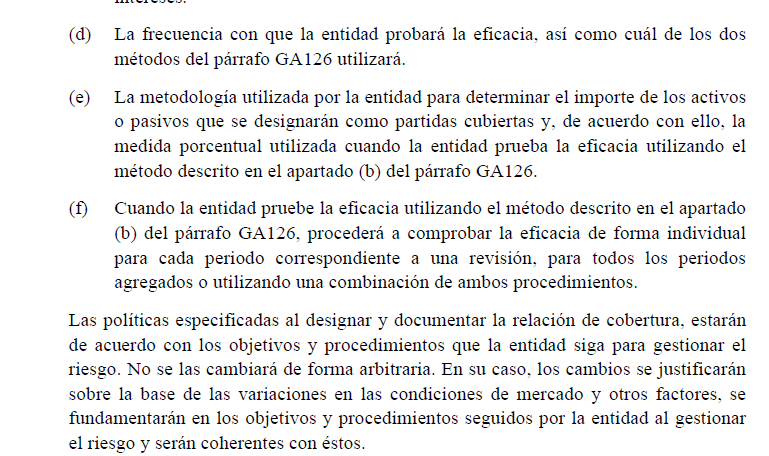 intereses.
(d) La frecuencia con que la entidad probará la eficacia, así como cuál de los dos
métodos del párrafo GA126 utilizará.
(e) La metodología utilizada por la entidad para determinar el importe de los activos
o pasivos que se designarán como partidas cubiertas y, de acuerdo con ello, la
medida porcentual utilizada cuando la entidad prueba la eficacia utilizando el
método descrito en el apartado (b) del párrafo GA126.
(f) Cuando la entidad pruebe la eficacia utilizando el método descrito en el apartado
(b) del párrafo GA126, procederá a comprobar la eficacia de forma individual
para cada periodo correspondiente a una revisión, para todos los periodos
agregados o utilizando una combinación de ambos procedimientos.
Las políticas especificadas al designar y documentar la relación de cobertura, estarán
de acuerdo con los objetivos y procedimientos que la entidad siga para gestionar el
riesgo. No se las cambiará de forma arbitraria. En su caso, los cambios se justificarán
sobre la base de las variaciones en las condiciones de mercado y otros factores, se
fundamentarán en los objetivos y procedimientos seguidos por la entidad al gestionar
el riesgo y serán coherentes con éstos.